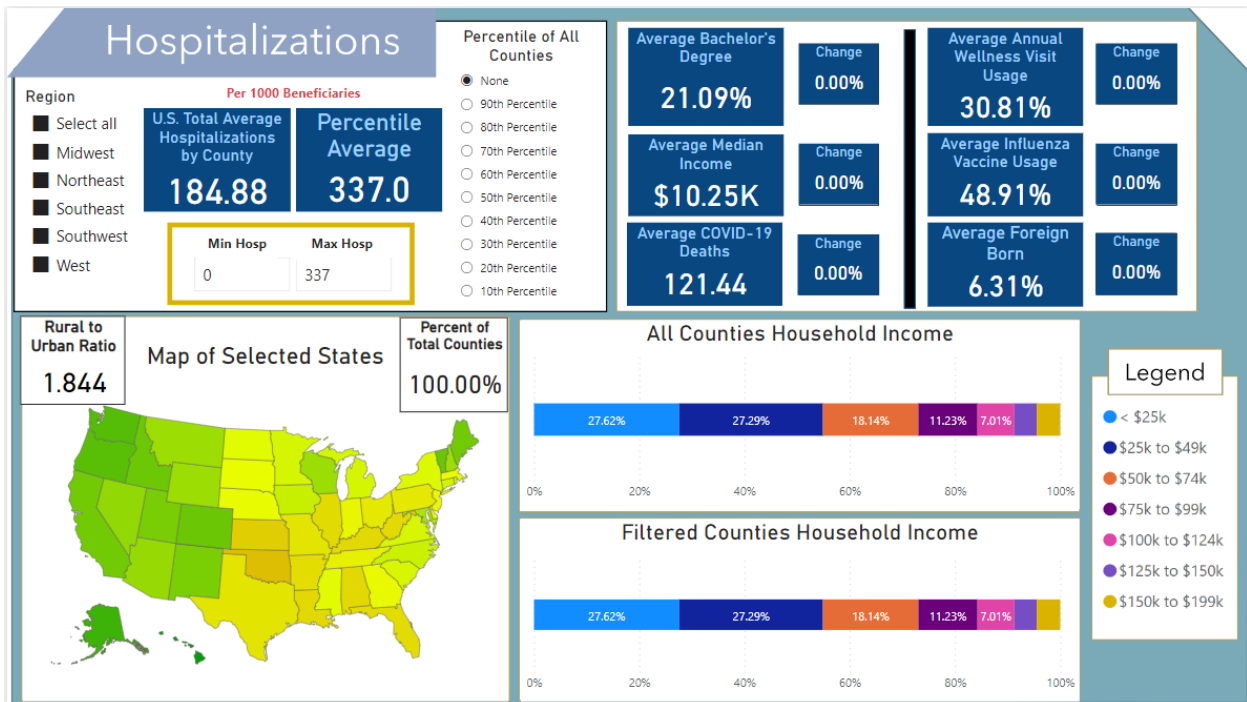 Hospitalizations
Region
Select all
Midwest
Northeast
Southeast
Southwest
West
Per 1000 Beneficiaries
U.S. Total Average
Hospitalizations
by County
184.88
Percentile
Average
337.0
Min Hosp
Max Hosp
0
337
Percentile of All
Counties
None
90th Percentile
80th Percentile
70th Percentile
60th Percentile
50th Percentile
40th Percentile
30th Percentile
20th Percentile
10th Percentile
Average Bachelor's
Degree
21.09%
Change
0.00%
Average Median
Income
$10.25K
Change
0.00%
Average COVID-19
Deaths
121.44
Change
0.00%
Average Annual
Wellness Visit
Usage
30.81%
Change
0.00%
Average Influenza
Vaccine Usage
48.91%
Change
0.00%
Average Foreign
Born
6.31%
Change
0.00%
Rural to
Urban Ratio
1.844
Map of Selected States
Percent of
Total Counties
100.00%
All Counties Household Income
27.62%
27.29%
18.14%
11.23%
7.01%
0%
20%
40%
60%
80%
100%
Filtered Counties Household Income
27.62%
27.29%
18.14%
11.23%
7.01%
0%
20%
40%
60%
80%
100%
Legend
< $25k
$25k to $49k
$50k to $74k
$75k to $99k
$100k to $124k
$125k to $150k
$150k to $199k